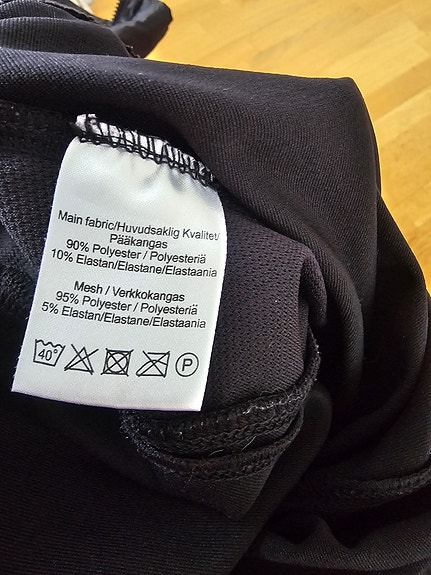 Main fabric/Huvudsaklig Kvalitet/
Pääkangas
90% Polyester / Polyesteriä
10% Elastan/Elastane/Elastaania
Mesh / Verkkokangas
95% Polyester / Polyesteriä
5% Elastan/Elastane/Elastaania
40° P